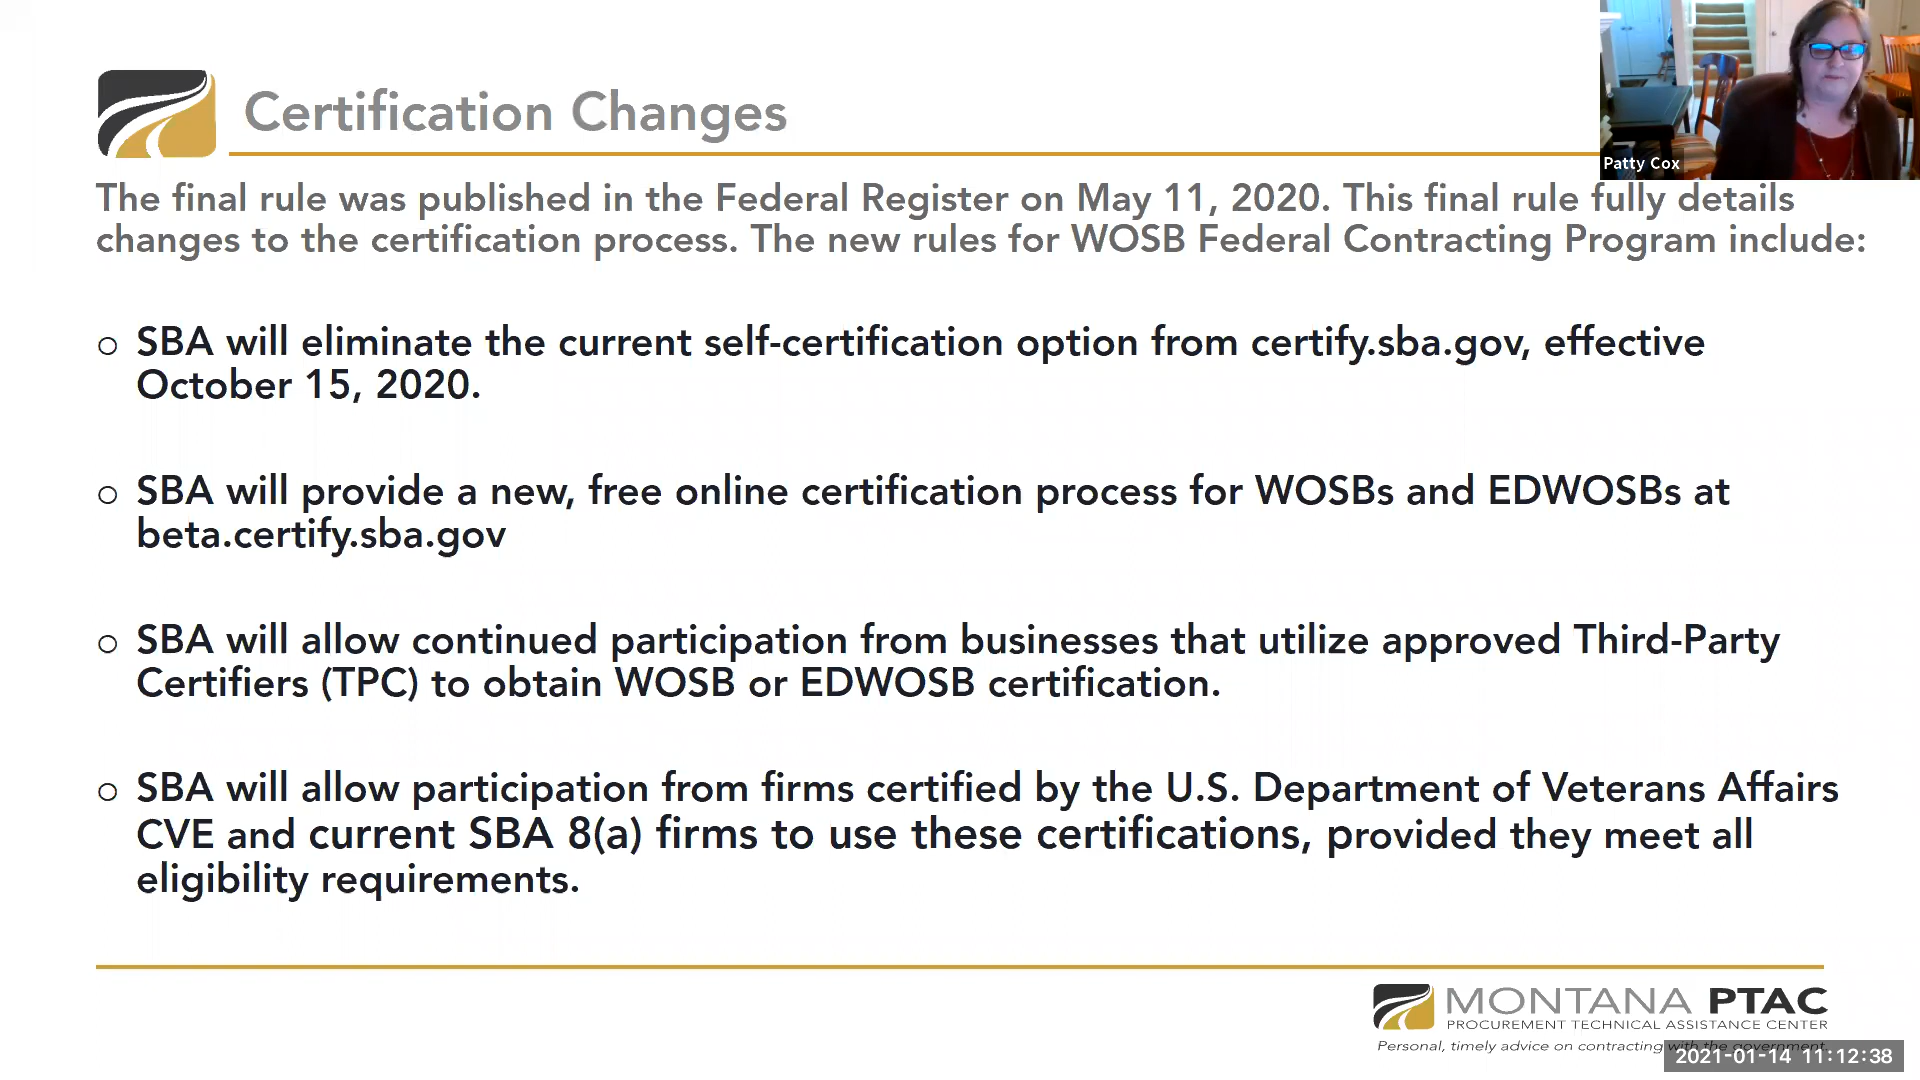 Certification Changes
Patty Cox
The final rule was published in the Federal Register on May 11, 2020. This final rule fully details
changes to the certification process. The new rules for WOSB Federal Contracting Program include:
SBA will eliminate the current self-certification option from certify.sba.gov, effective
October 15, 2020.
SBA will provide a new, free online certification process for WOSBs and EDWOSBs at
beta.certify.sba.gov
SBA will allow continued participation from businesses that utilize approved Third-Party
Certifiers (TPC) to obtain WOSB or EDWOSB certification.
SBA will allow participation from firms certified by the U.S. Department of Veterans Affairs
CVE and current SBA 8(a) firms to use these certifications, provided they meet all
eligibility requirements.
MONTANA PTAC
PROCUREMENT TECHNICAL ASSISTANCE CENTER
Personal, timely advice on contracting with the government.
2021-01-14 11:12:38